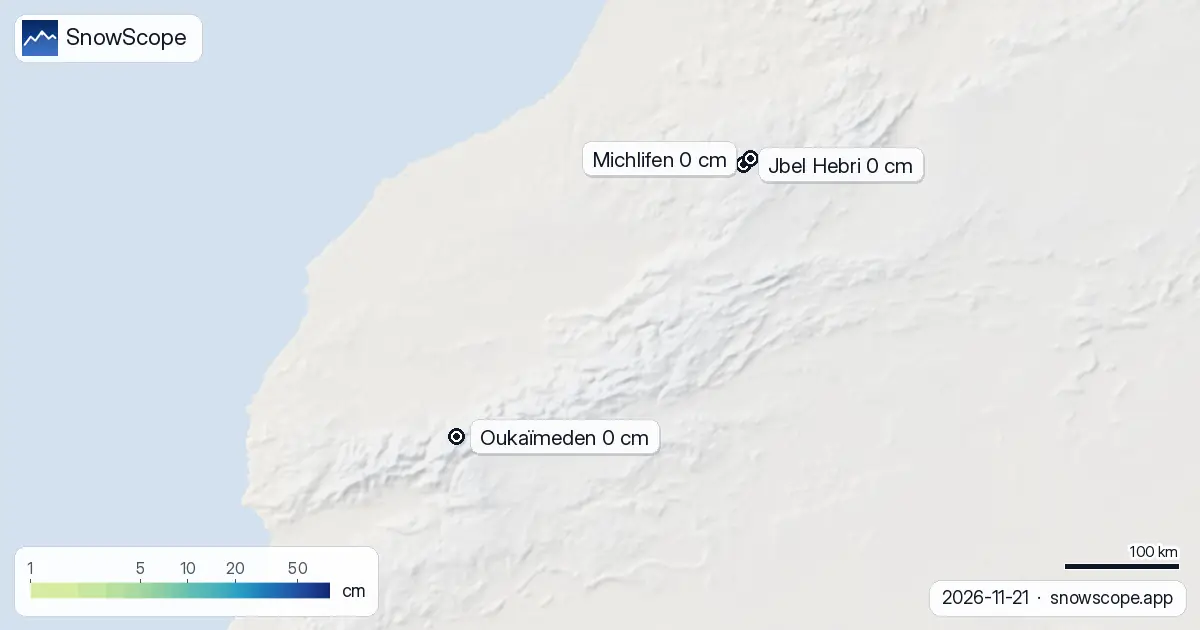 SnowScope
Michlifen 0 cm
Jbel Hebri 0 cm
Oukaïmeden 0 cm
1 5 10 20 50
cm
100 km
2026-11-21 · snowscope.app